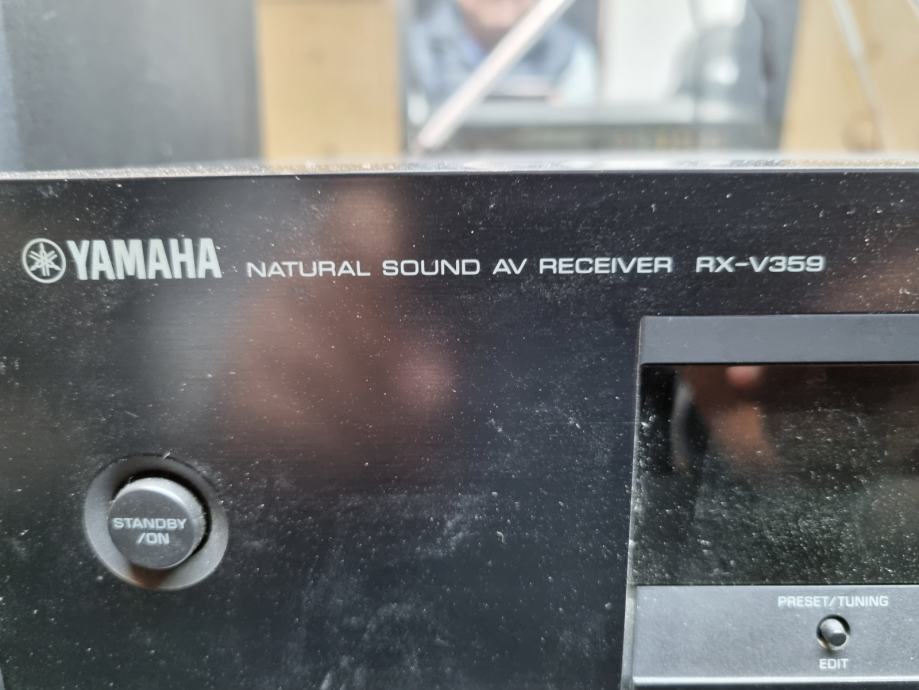 YAMAHA NATURAL SOUND AV RECEIVER RX-V359
STANDBY
/ON
PRESET/TUNING
EDIT